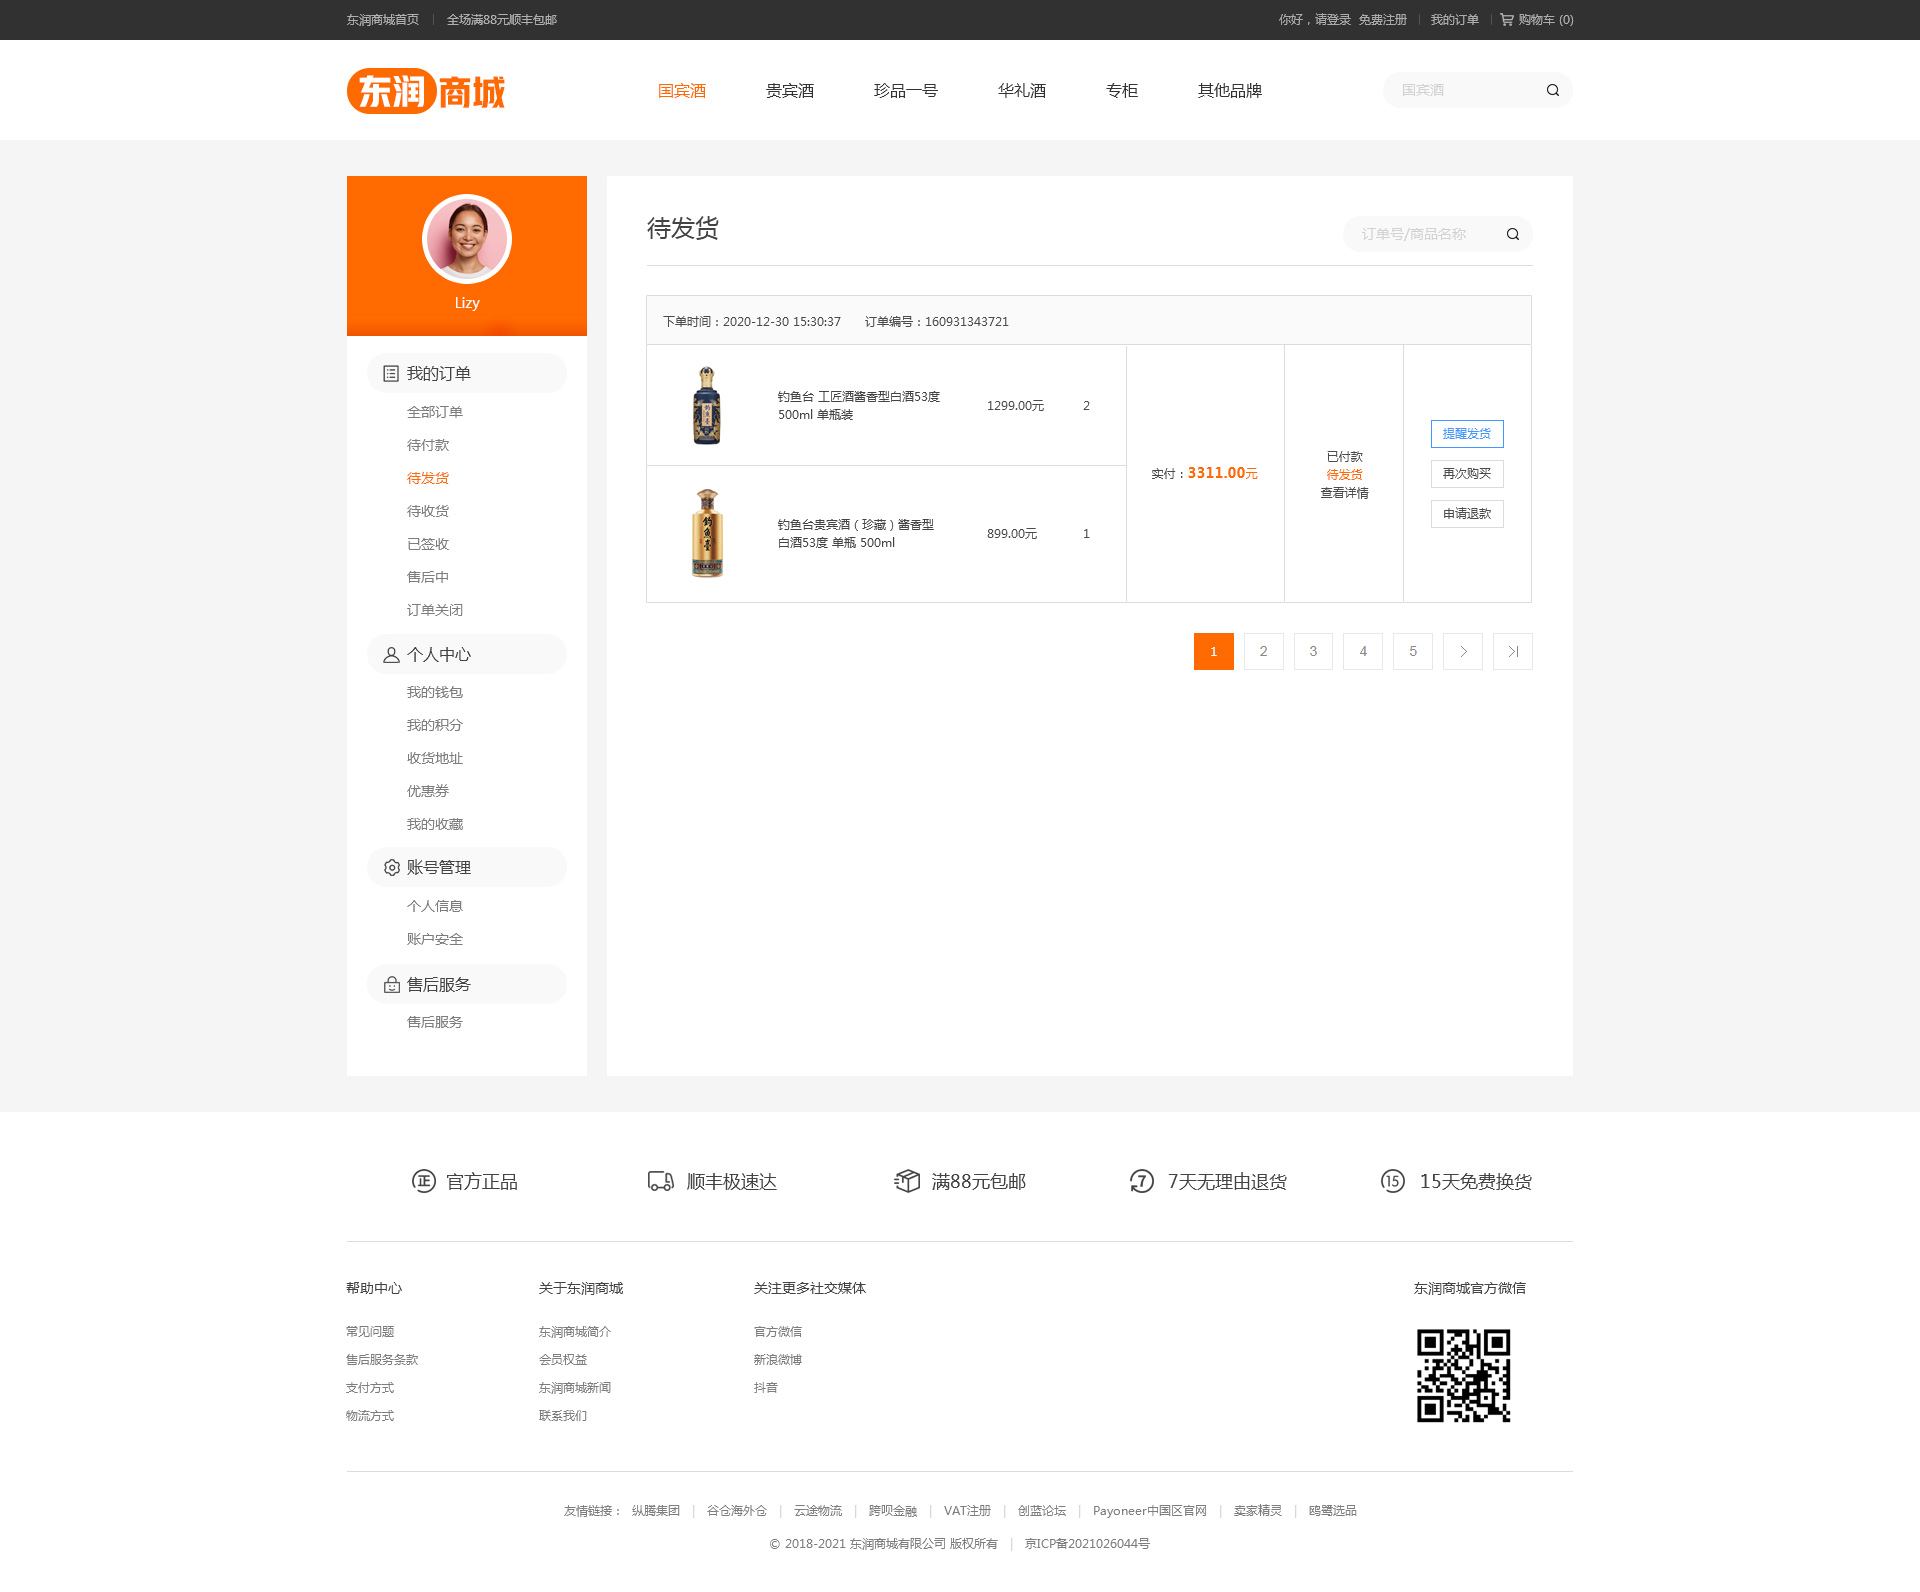 东润商城首页 | 全场满88元顺丰包邮
你好，请登录 免费注册 | 我的订单 | 购物车 (0)
东润商城
国宾酒 贵宾酒 珍品一号 华礼酒 专柜 其他品牌
国宾酒
Lizy
我的订单
全部订单
待付款
待发货
待收货
已签收
售后中
订单关闭
个人中心
我的钱包
我的积分
收货地址
优惠券
我的收藏
账号管理
个人信息
账户安全
售后服务
售后服务
待发货
订单号/商品名称
下单时间：2020-12-30 15:30:37 订单编号：160931343721
钓鱼台
钓鱼台 工匠酒酱香型白酒53度
500ml 单瓶装
1299.00元 2
钓魚臺
钓鱼台贵宾酒（珍藏）酱香型
白酒53度 单瓶 500ml
899.00元 1
实付：3311.00元
已付款
待发货
查看详情
提醒发货
再次购买
申请退款
1 2 3 4 5
正 官方正品
顺丰极速达
满88元包邮
7 7天无理由退货
15 15天免费换货
帮助中心
常见问题
售后服务条款
支付方式
物流方式
关于东润商城
东润商城简介
会员权益
东润商城新闻
联系我们
关注更多社交媒体
官方微信
新浪微博
抖音
东润商城官方微信
友情链接： 纵腾集团 | 谷仓海外仓 | 云途物流 | 跨呗金融 | VAT注册 | 创蓝论坛 | Payoneer中国区官网 | 卖家精灵 | 鸥鹭选品
© 2018-2021 东润商城有限公司 版权所有 | 京ICP备2021026044号